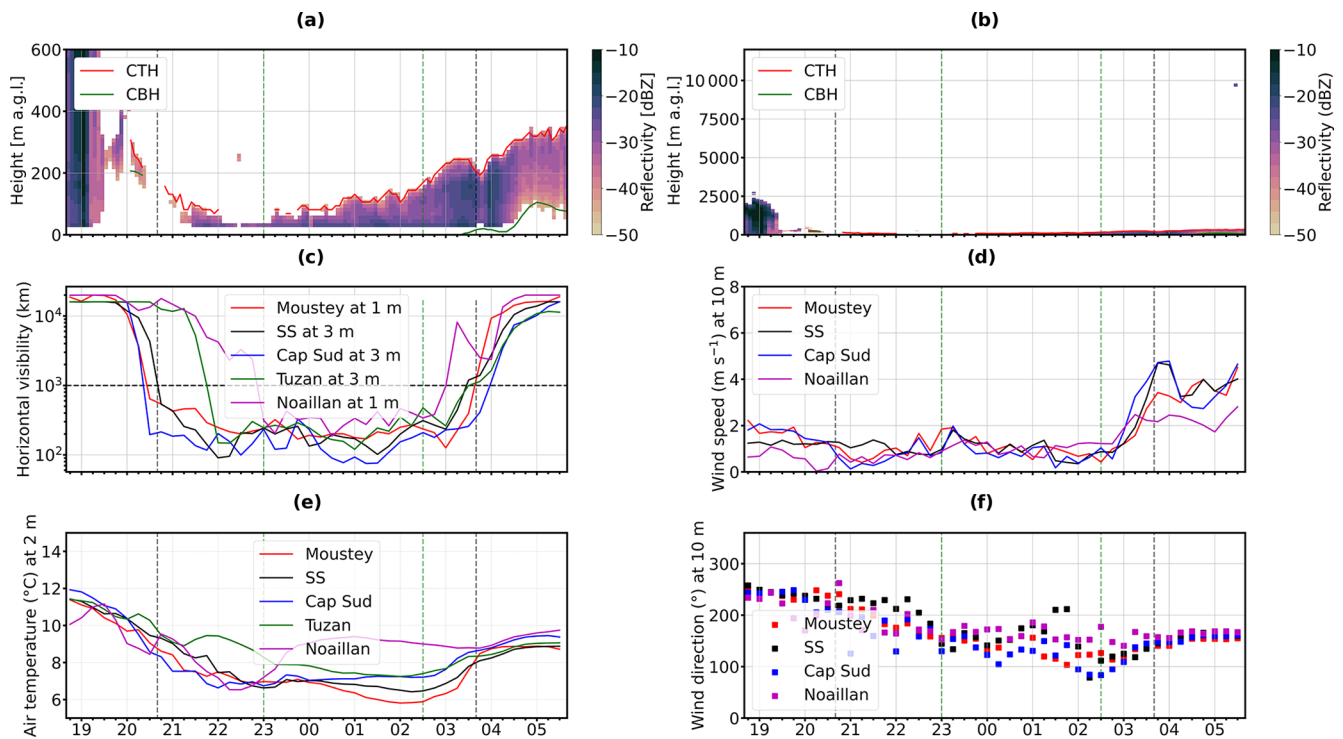 (a)
600
400
200
0
Height [m a.g.l.]
CTH
CBH
−10
−20
−30
−40
−50
Reflectivity [dBZ]
(b)
10 000
7500
5000
2500
0
Height [m a.g.l.]
CTH
CBH
−10
−20
−30
−40
−50
Reflectivity (dBZ)
(c)
10⁴
10³
10²
Horizontal visibility (km)
Moustey at 1 m
SS at 3 m
Cap Sud at 3 m
Tuzan at 3 m
Noaillan at 1 m
(d)
8
6
4
2
0
Wind speed (m s⁻¹) at 10 m
Moustey
SS
Cap Sud
Noaillan
(e)
14
12
10
8
6
Air temperature (°C) at 2 m
Moustey
SS
Cap Sud
Tuzan
Noaillan
19 20 21 22 23 00 01 02 03 04 05
(f)
300
200
100
0
Wind direction (°) at 10 m
Moustey
SS
Cap Sud
Noaillan
19 20 21 22 23 00 01 02 03 04 05